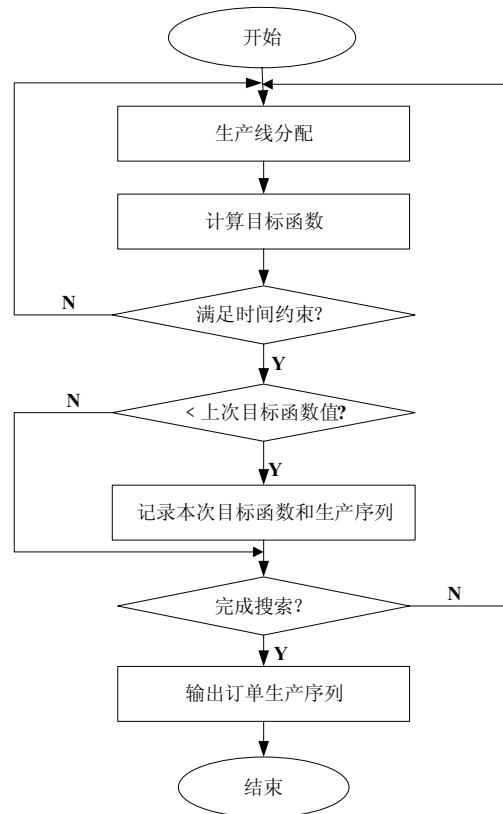 开始
生产线分配
计算目标函数
满足时间约束？
N
Y
< 上次目标函数值?
N
Y
记录本次目标函数和生产序列
完成搜索？
N
Y
输出订单生产序列
结束